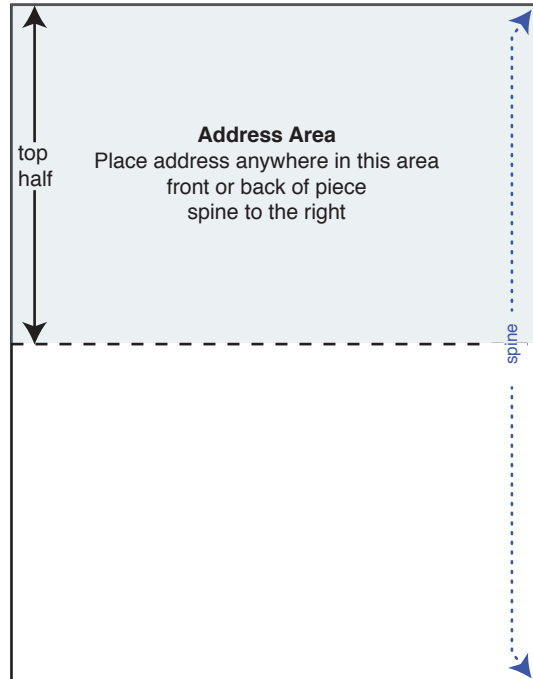 Address Area
Place address anywhere in this area
front or back of piece
spine to the right
top
half
spine